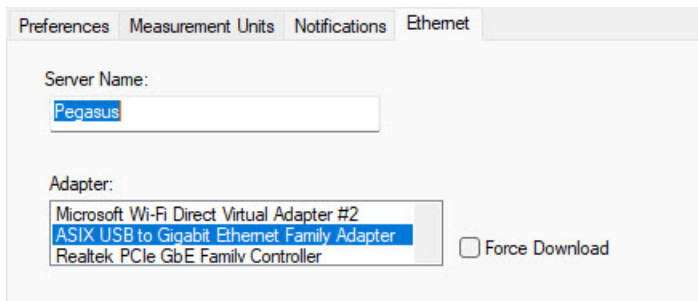 Preferences Measurement Units Notifications Ethernet
Server Name:
Pegasus
Adapter:
Microsoft Wi-Fi Direct Virtual Adapter #2
ASIX USB to Gigabit Ethernet Family Adapter
Realtek PCIe GbE Family Controller
Force Download